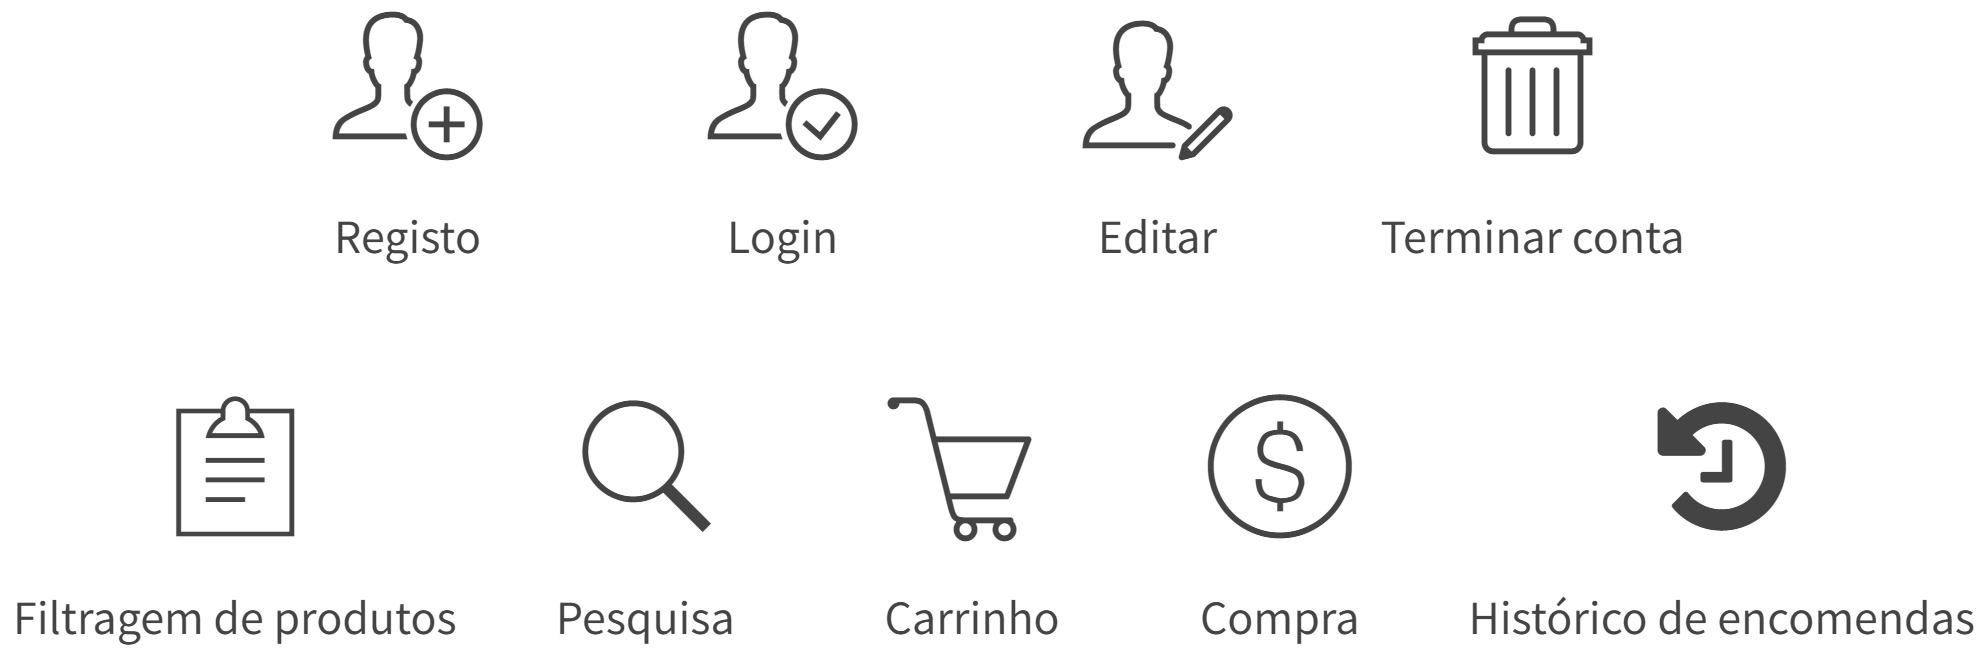 Registo
Login
Editar
Terminar conta
Filtragem de produtos
Pesquisa
Carrinho
Compra
Histórico de encomendas